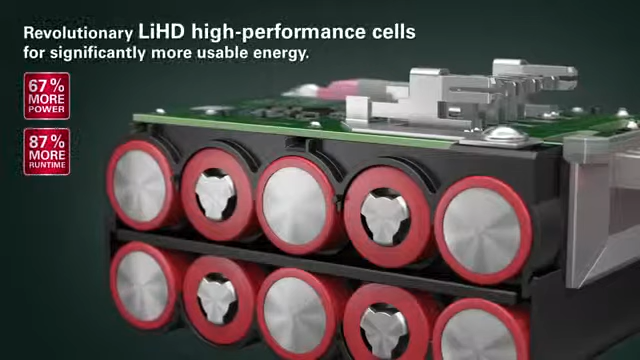 Revolutionary LiHD high-performance cells
for significantly more usable energy.
67 %
MORE
POWER
87 %
MORE
RUNTIME